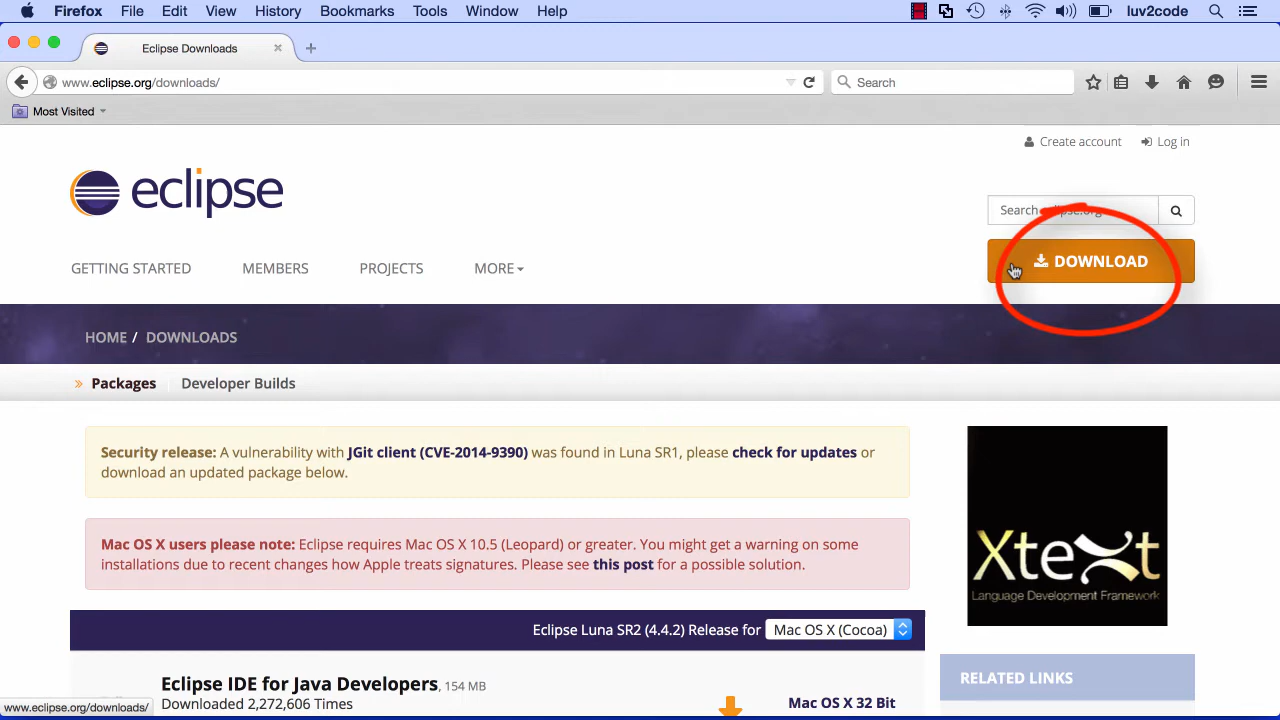 Firefox File Edit View History Bookmarks Tools Window Help luv2code
Eclipse Downloads
www.eclipse.org/downloads/
Search
Most Visited
Create account Log in
eclipse
Search eclipse.org
DOWNLOAD
GETTING STARTED MEMBERS PROJECTS MORE
HOME / DOWNLOADS
Packages Developer Builds
Security release: A vulnerability with JGit client (CVE-2014-9390) was found in Luna SR1, please check for updates or
download an updated package below.
Mac OS X users please note: Eclipse requires Mac OS X 10.5 (Leopard) or greater. You might get a warning on some
installations due to recent changes how Apple treats signatures. Please see this post for a possible solution.
Xtext
Language Development Framework
Eclipse Luna SR2 (4.4.2) Release for Mac OS X (Cocoa)
RELATED LINKS
Eclipse IDE for Java Developers, 154 MB
Downloaded 2,272,606 Times
Mac OS X 32 Bit
www.eclipse.org/downloads/